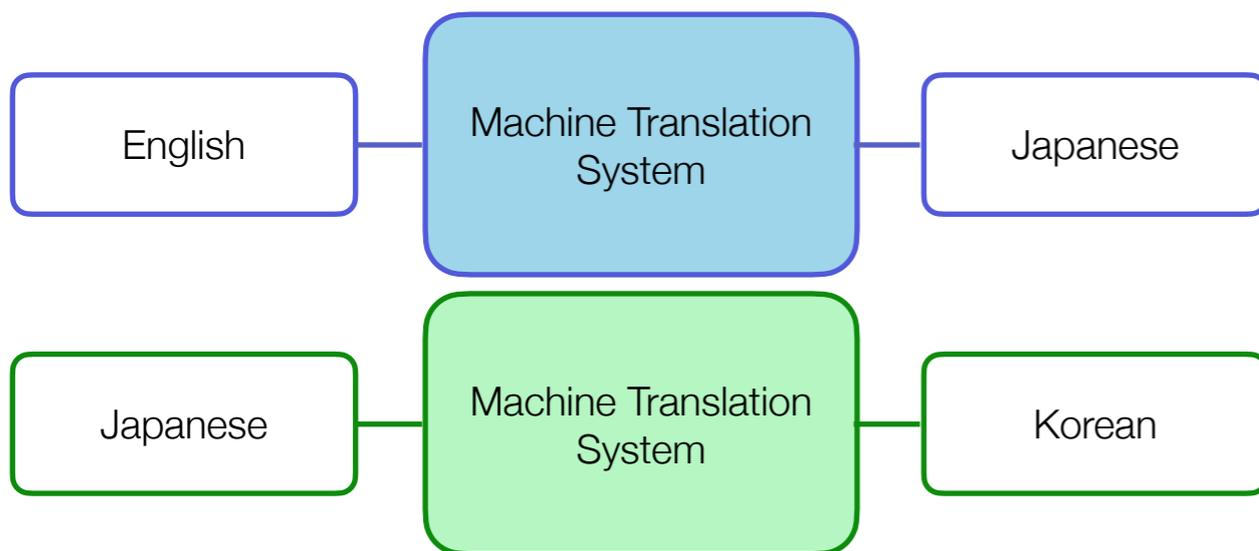 English
Machine Translation
System
Japanese
Japanese
Machine Translation
System
Korean